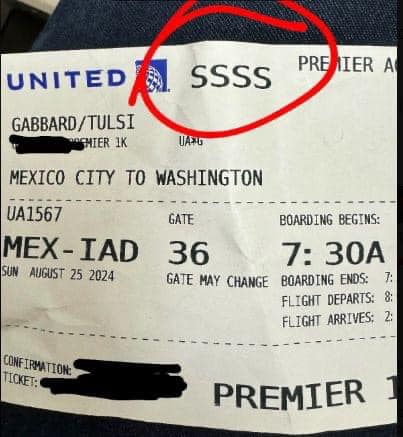 UNITED SSSS PREMIER A
GABBARD/TULSI
EMIER 1K UA*G
MEXICO CITY TO WASHINGTON
UA1567 GATE BOARDING BEGINS:
MEX-IAD 36 7:30A
SUN AUGUST 25 2024 GATE MAY CHANGE BOARDING ENDS: 7:
FLIGHT DEPARTS: 8:
FLIGHT ARRIVES: 2:
CONFIRMATION:
TICKET:
PREMIER 1